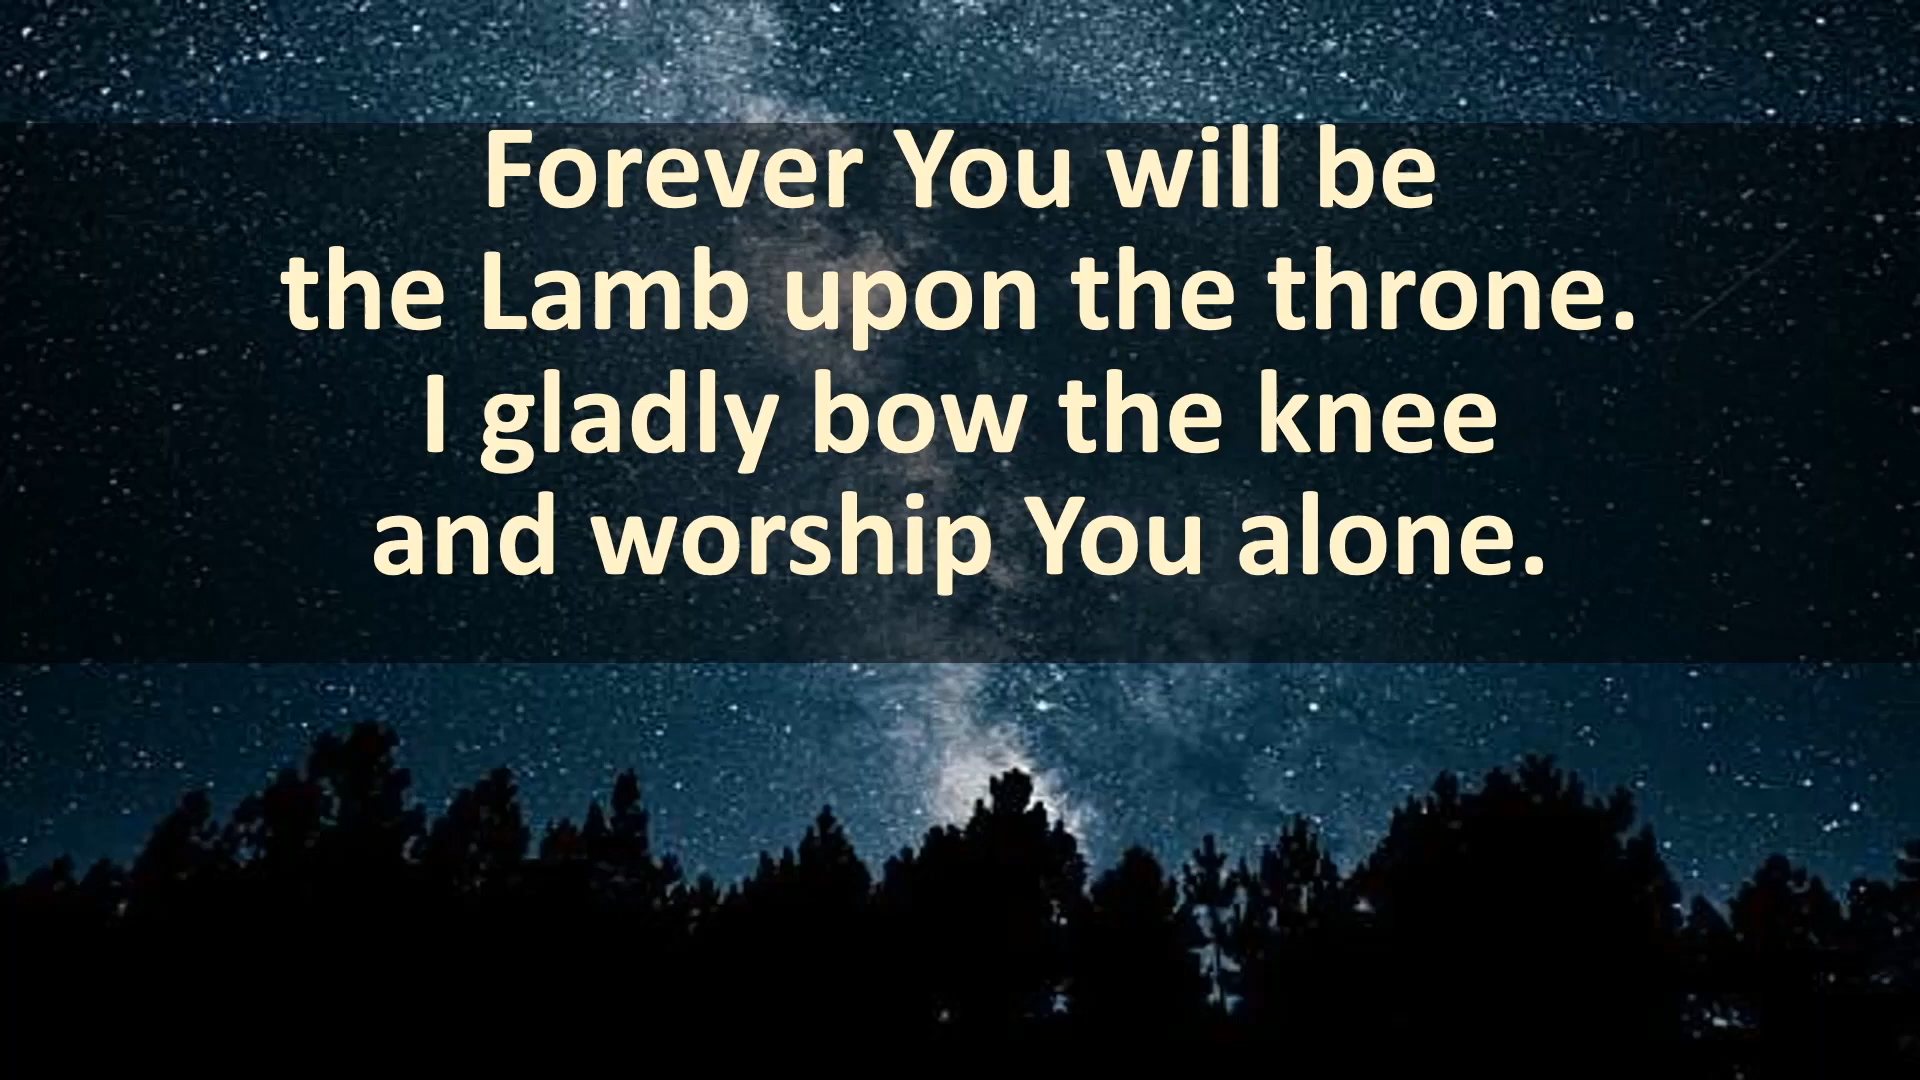 Forever You will be
the Lamb upon the throne.
I gladly bow the knee
and worship You alone.